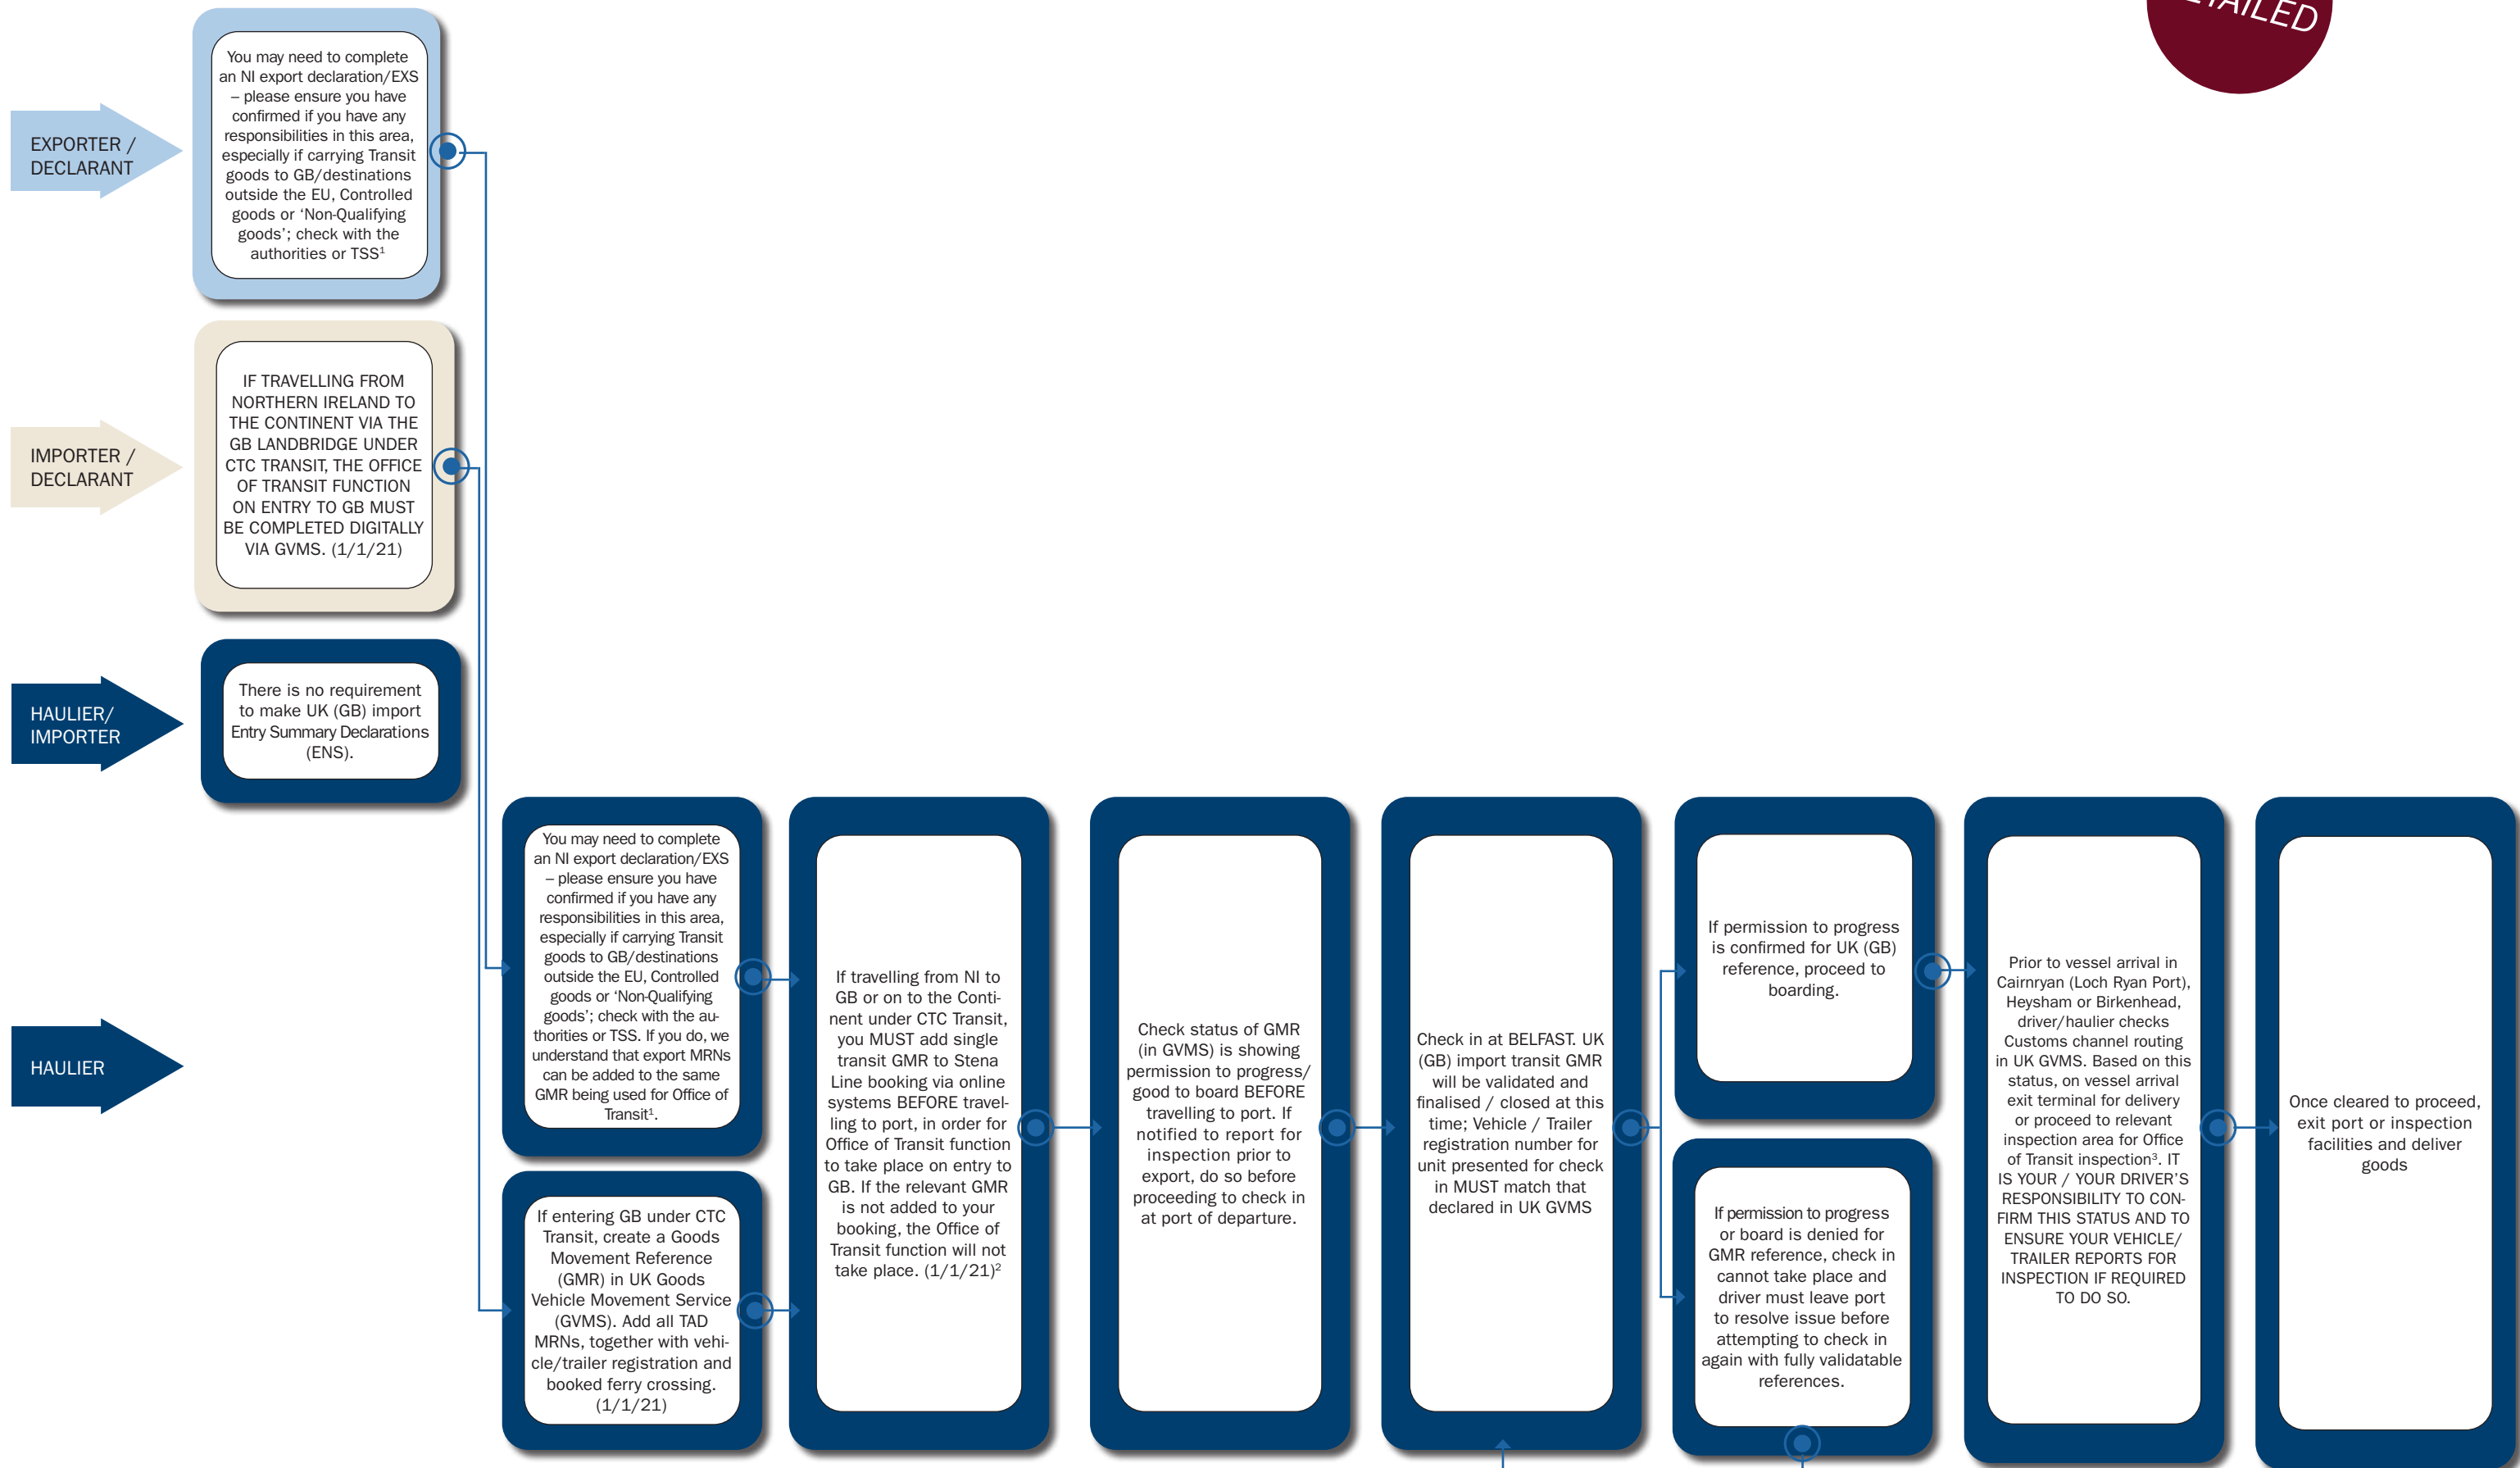 DETAILED
EXPORTER /
DECLARANT
You may need to complete
an NI export declaration/EXS
– please ensure you have
confirmed if you have any
responsibilities in this area,
especially if carrying Transit
goods to GB/destinations
outside the EU, Controlled
goods or ‘Non-Qualifying
goods’; check with the
authorities or TSS¹
IMPORTER /
DECLARANT
IF TRAVELLING FROM
NORTHERN IRELAND TO
THE CONTINENT VIA THE
GB LANDBRIDGE UNDER
CTC TRANSIT, THE OFFICE
OF TRANSIT FUNCTION
ON ENTRY TO GB MUST
BE COMPLETED DIGITALLY
VIA GVMS. (1/1/21)
HAULIER/
IMPORTER
There is no requirement
to make UK (GB) import
Entry Summary Declarations
(ENS).
HAULIER
You may need to complete
an NI export declaration/EXS
– please ensure you have
confirmed if you have any
responsibilities in this area,
especially if carrying Transit
goods to GB/destinations
outside the EU, Controlled
goods or ‘Non-Qualifying
goods’; check with the au-
thorities or TSS. If you do, we
understand that export MRNs
can be added to the same
GMR being used for Office of
Transit¹.
If entering GB under CTC
Transit, create a Goods
Movement Reference
(GMR) in UK Goods
Vehicle Movement Service
(GVMS). Add all TAD
MRNs, together with vehi-
cle/trailer registration and
booked ferry crossing.
(1/1/21)
If travelling from NI to
GB or on to the Conti-
nent under CTC Transit,
you MUST add single
transit GMR to Stena
Line booking via online
systems BEFORE travel-
ling to port, in order for
Office of Transit function
to take place on entry to
GB. If the relevant GMR
is not added to your
booking, the Office of
Transit function will not
take place. (1/1/21)²
Check status of GMR
(in GVMS) is showing
permission to progress/
good to board BEFORE
travelling to port. If
notified to report for
inspection prior to
export, do so before
proceeding to check in
at port of departure.
Check in at BELFAST. UK
(GB) import transit GMR
will be validated and
finalised / closed at this
time; Vehicle / Trailer
registration number for
unit presented for check
in MUST match that
declared in UK GVMS
If permission to progress
is confirmed for UK (GB)
reference, proceed to
boarding.
If permission to progress
or board is denied for
GMR reference, check in
cannot take place and
driver must leave port
to resolve issue before
attempting to check in
again with fully validatable
references.
Prior to vessel arrival in
Cairnryan (Loch Ryan Port),
Heysham or Birkenhead,
driver/haulier checks
Customs channel routing
in UK GVMS. Based on this
status, on vessel arrival
exit terminal for delivery
or proceed to relevant
inspection area for Office
of Transit inspection³. IT
IS YOUR / YOUR DRIVER’S
RESPONSIBILITY TO CON-
FIRM THIS STATUS AND TO
ENSURE YOUR VEHICLE/
TRAILER REPORTS FOR
INSPECTION IF REQUIRED
TO DO SO.
Once cleared to proceed,
exit port or inspection
facilities and deliver
goods